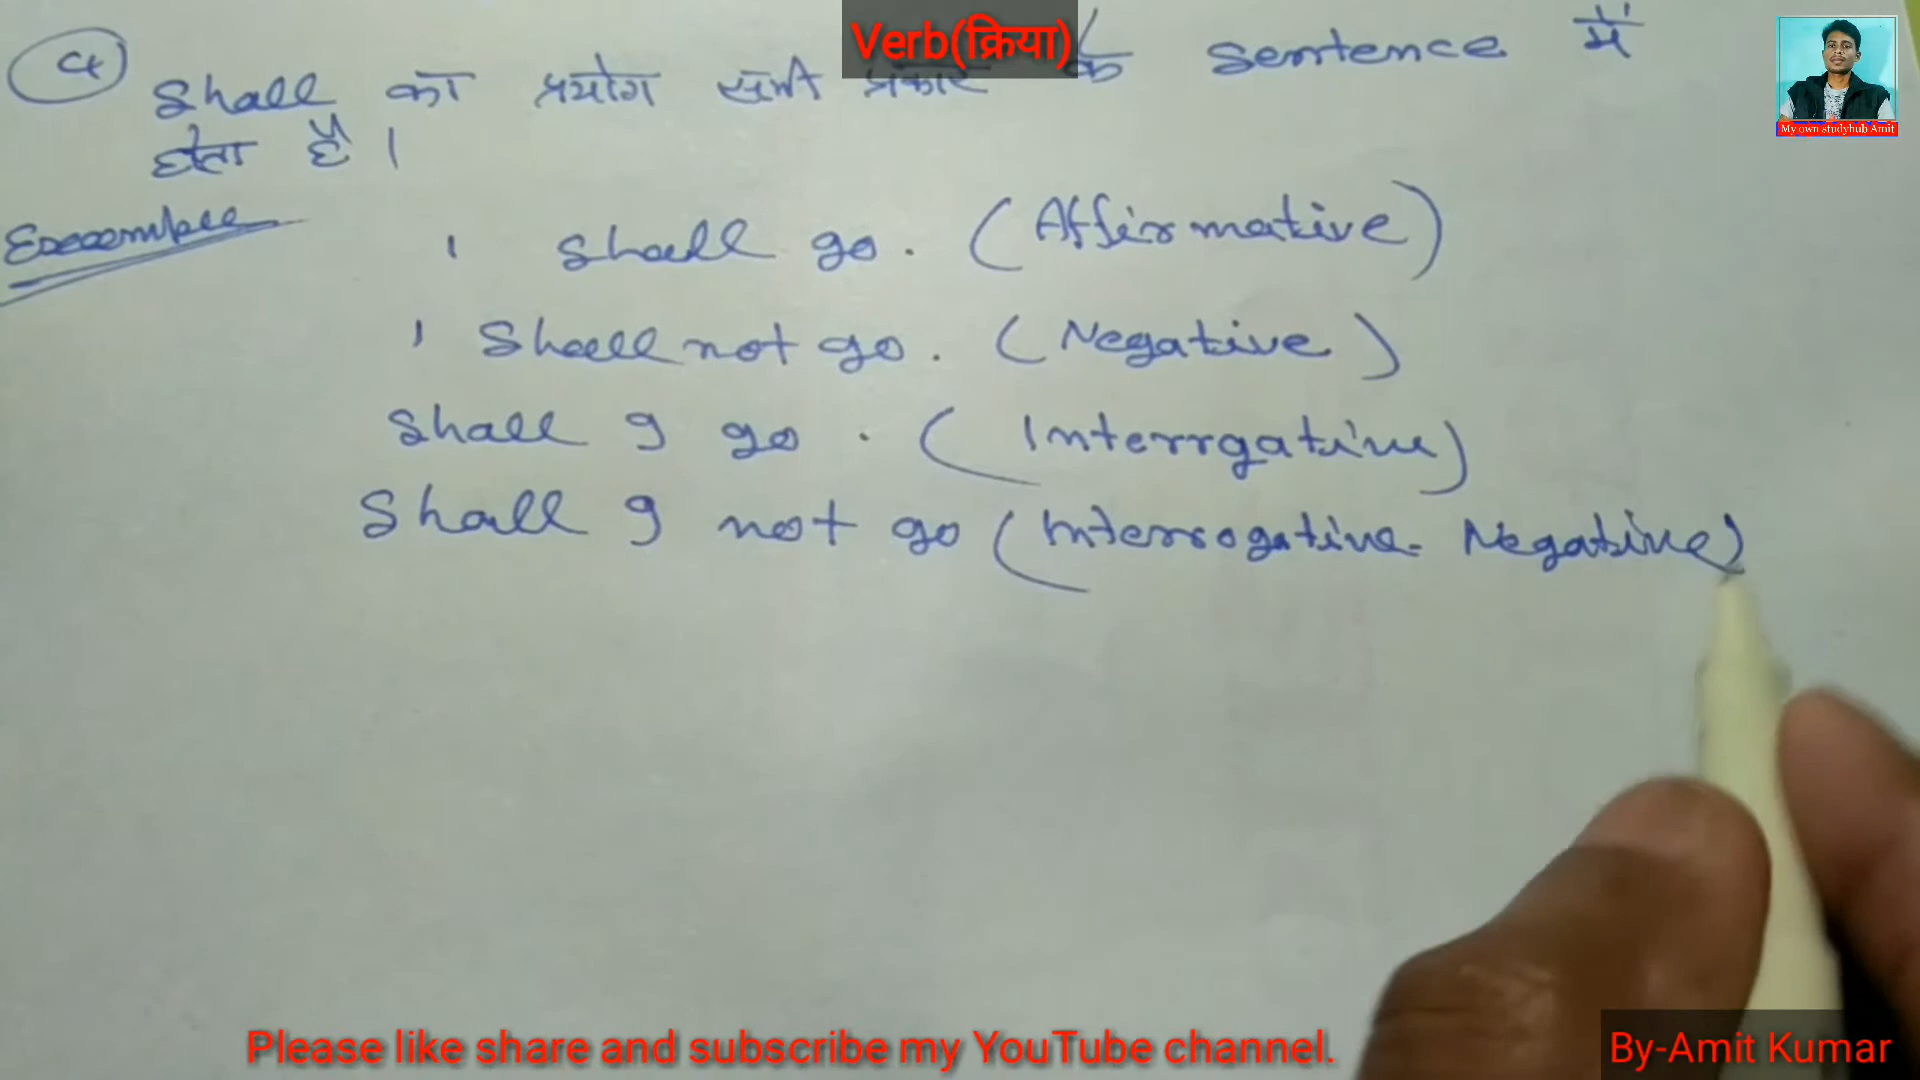 Verb(क्रिया)
4 Shall का प्रयोग सभी प्रकार के sentence में
होता है ।
My own studyhub Amit
Example
I shall go . (Affirmative)
I Shall not go . (Negative)
Shall I go . (Interrgative)
Shall I not go (Interrogative- Negative)
Please like share and subscribe my YouTube channel.
By-Amit Kumar